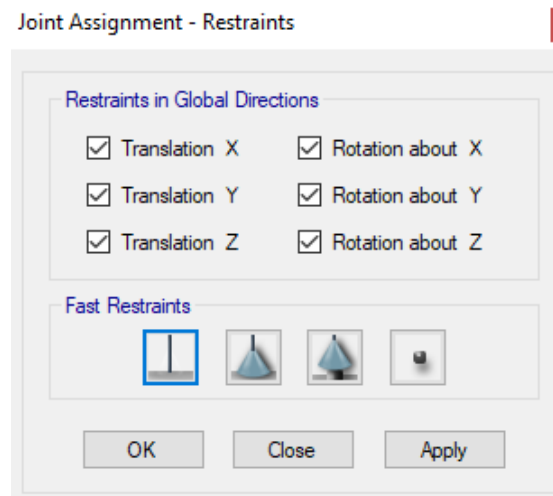 Joint Assignment - Restraints
Restraints in Global Directions
Translation X
Rotation about X
Translation Y
Rotation about Y
Translation Z
Rotation about Z
Fast Restraints
OK
Close
Apply